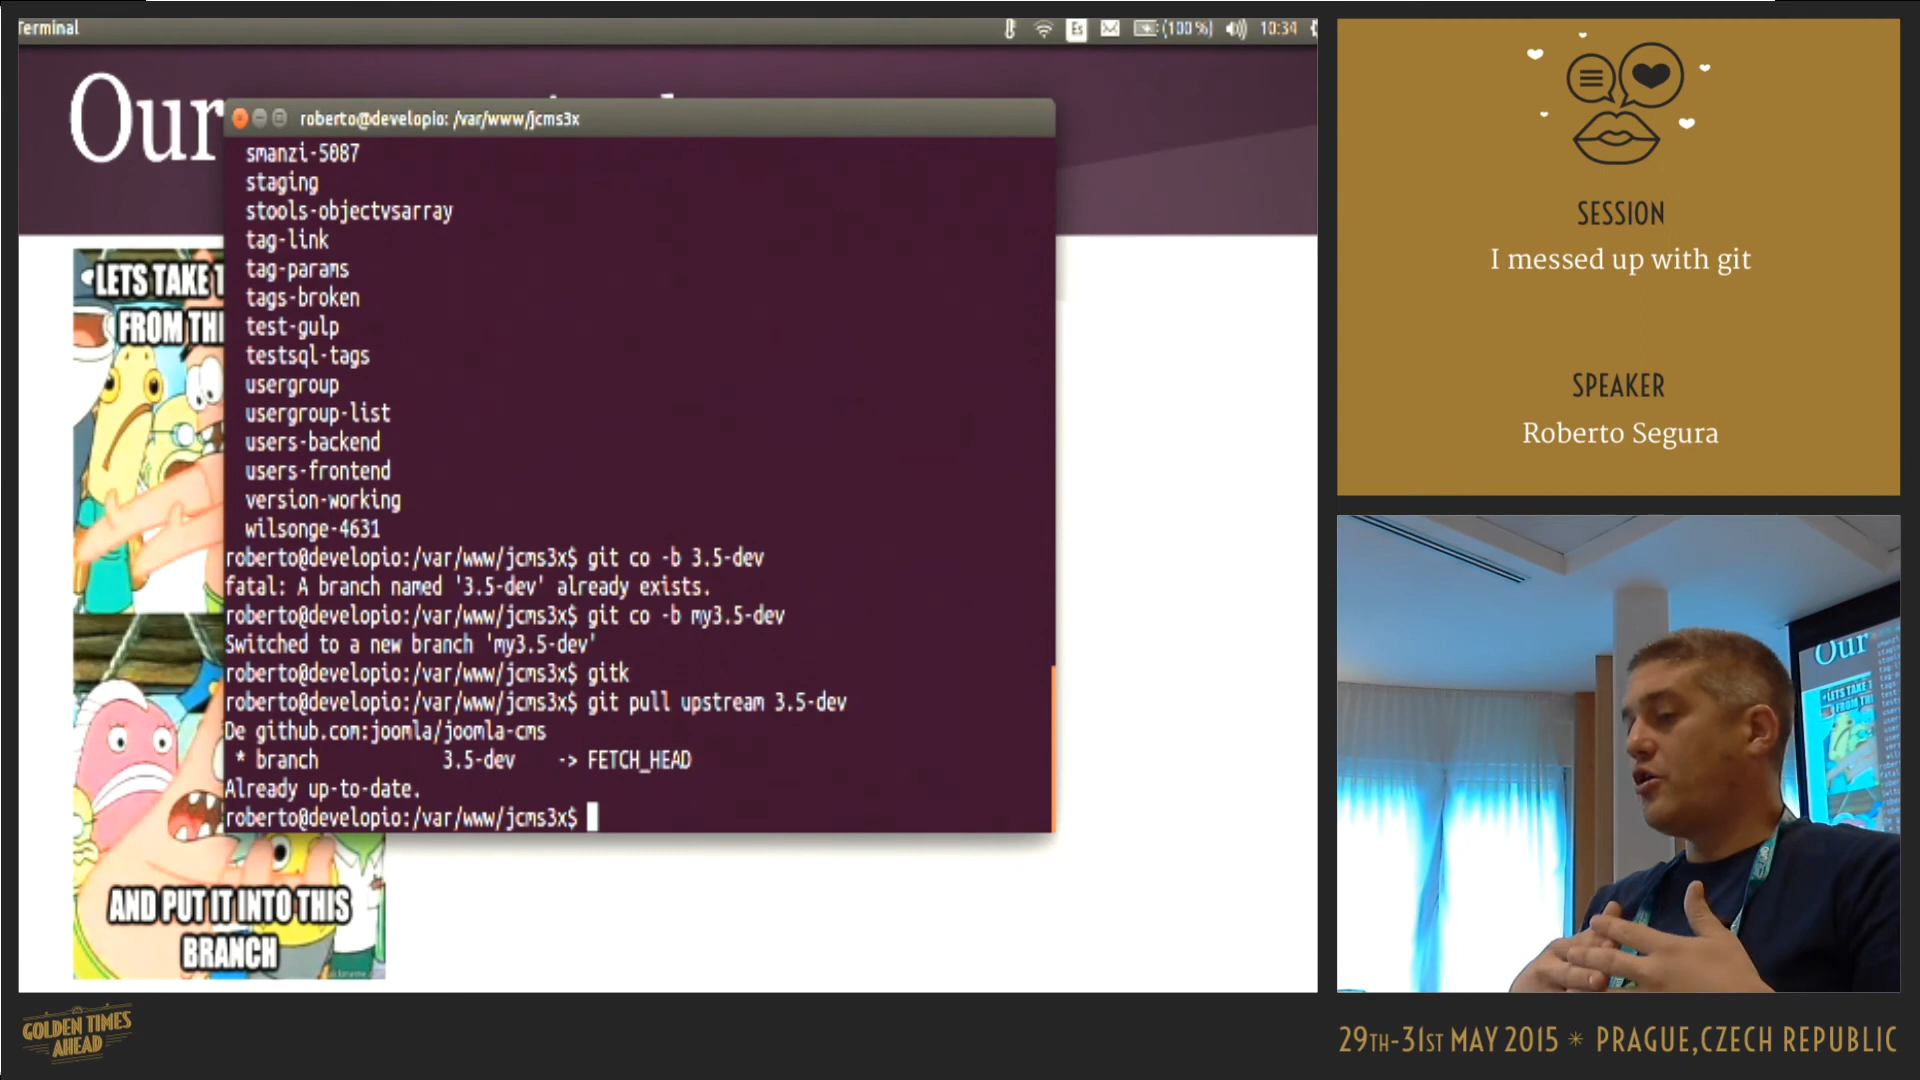 Terminal
Es
(100 %)
10:34
Our
roberto@developio: /var/www/jcms3x
smanzi-5087
staging
stools-objectvsarray
tag-link
tag-params
tags-broken
test-gulp
testsql-tags
usergroup
usergroup-list
users-backend
users-frontend
version-working
wilsonge-4631
roberto@developio:/var/www/jcms3x$ git co -b 3.5-dev
fatal: A branch named '3.5-dev' already exists.
roberto@developio:/var/www/jcms3x$ git co -b my3.5-dev
Switched to a new branch 'my3.5-dev'
roberto@developio:/var/www/jcms3x$ gitk
roberto@developio:/var/www/jcms3x$ git pull upstream 3.5-dev
De github.com:joomla/joomla-cms
* branch 3.5-dev -> FETCH_HEAD
Already up-to-date.
roberto@developio:/var/www/jcms3x$
LETS TAKE
FROM
AND PUT IT INTO THIS
BRANCH
SESSION
I messed up with git
SPEAKER
Roberto Segura
Our
GOLDEN TIMES
AHEAD
29TH-31ST MAY 2015 * PRAGUE,CZECH REPUBLIC